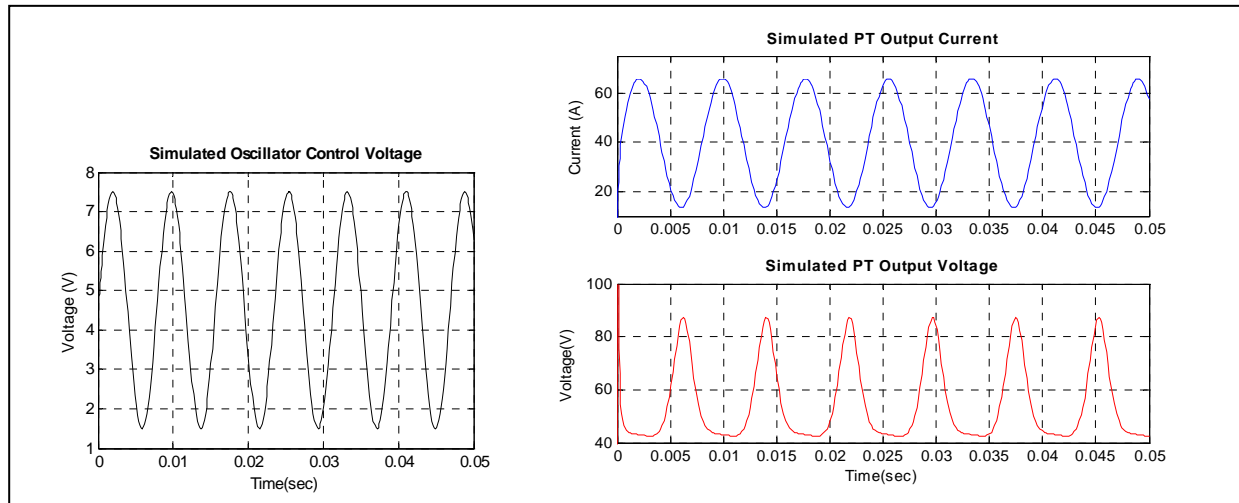 Simulated Oscillator Control Voltage
8
7
6
5
4
3
2
1
Voltage (V)
0 0.01 0.02 0.03 0.04 0.05
Time(sec)
Simulated PT Output Current
60
40
20
Current (A)
0 0.005 0.01 0.015 0.02 0.025 0.03 0.035 0.04 0.045 0.05
Simulated PT Output Voltage
100
80
60
40
Voltage(V)
0 0.005 0.01 0.015 0.02 0.025 0.03 0.035 0.04 0.045 0.05
Time(sec)